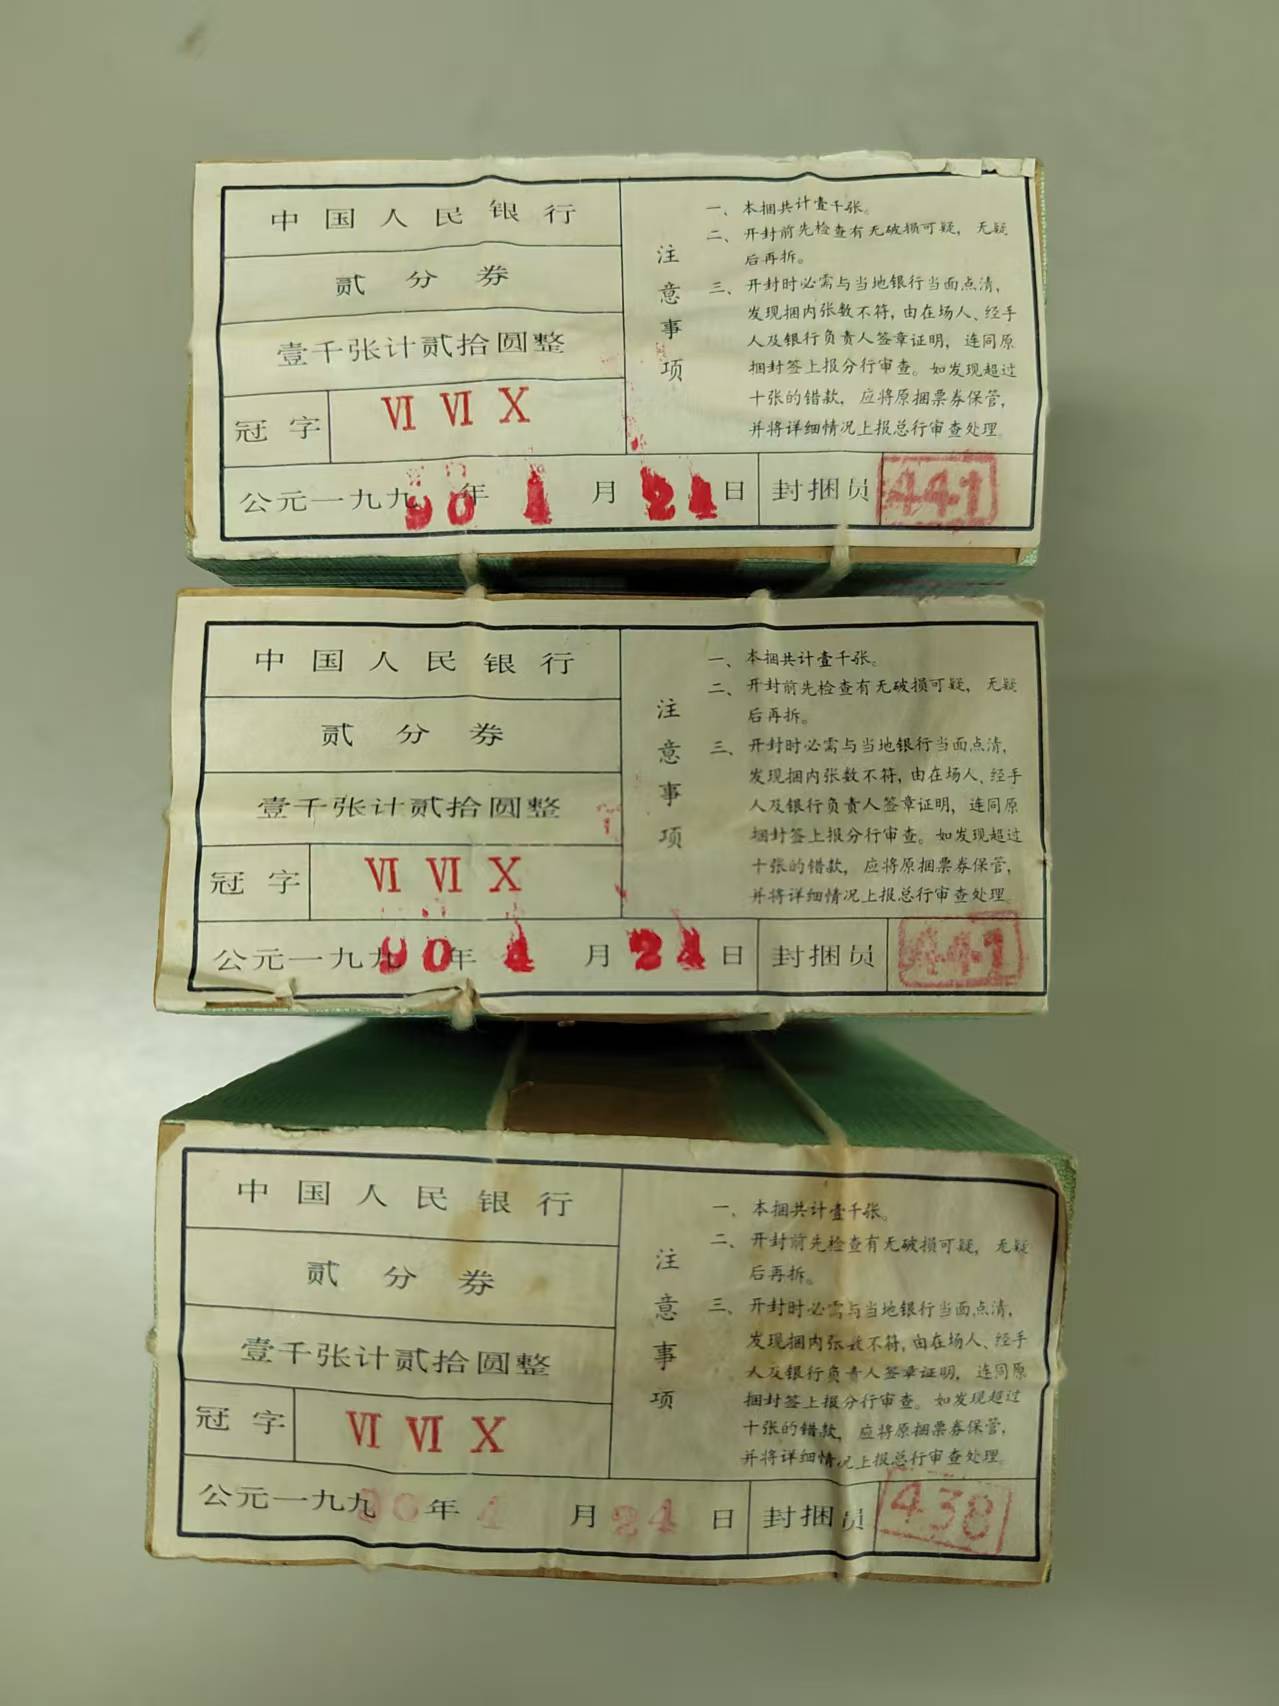 中国人民银行
贰分券
壹千张计贰拾圆整
冠字 Ⅵ Ⅵ Ⅹ
公元一九九90年4月24日 封捆员 441
注意事项
一、本捆共计壹千张。
二、开封前先检查有无破损可疑，无疑
后再拆。
三、开封时必需与当地银行当面点清，
发现捆内张数不符，由在场人、经手
人及银行负责人签章证明，连同原
捆封签上报分行审查。如发现超过
十张的错款，应将原捆票券保管，
并将详细情况上报总行审查处理。
中国人民银行
贰分券
壹千张计贰拾圆整
冠字 Ⅵ Ⅵ Ⅹ
公元一九九90年4月24日 封捆员 441
注意事项
一、本捆共计壹千张。
二、开封前先检查有无破损可疑，无疑
后再拆。
三、开封时必需与当地银行当面点清，
发现捆内张数不符，由在场人、经手
人及银行负责人签章证明，连同原
捆封签上报分行审查。如发现超过
十张的错款，应将原捆票券保管，
并将详细情况上报总行审查处理。
中国人民银行
贰分券
壹千张计贰拾圆整
冠字 Ⅵ Ⅵ Ⅹ
公元一九九90年4月24日 封捆员 438
注意事项
一、本捆共计壹千张。
二、开封前先检查有无破损可疑，无疑
后再拆。
三、开封时必需与当地银行当面点清，
发现捆内张数不符，由在场人、经手
人及银行负责人签章证明，连同原
捆封签上报分行审查。如发现超过
十张的错款，应将原捆票券保管，
并将详细情况上报总行审查处理。